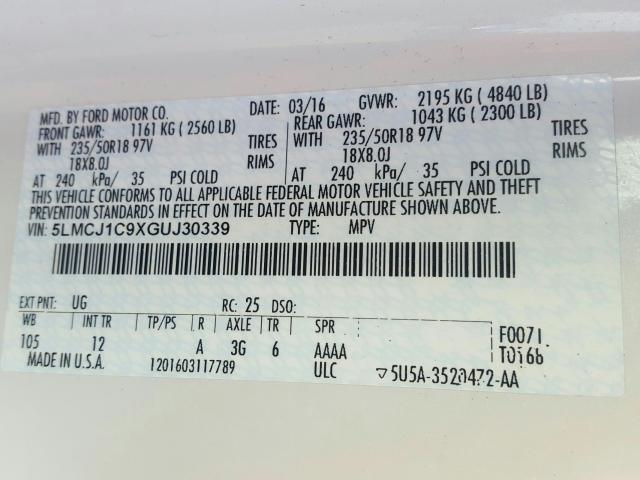 MFD. BY FORD MOTOR CO. DATE: 03/16 GVWR: 2195 KG ( 4840 LB)
FRONT GAWR: 1161 KG ( 2560 LB) REAR GAWR: 1043 KG ( 2300 LB)
WITH 235/50R18 97V TIRES WITH 235/50R18 97V TIRES
18X8.0J RIMS 18X8.0J RIMS
AT 240 kPa/ 35 PSI COLD AT 240 kPa/ 35 PSI COLD
THIS VEHICLE CONFORMS TO ALL APPLICABLE FEDERAL MOTOR VEHICLE SAFETY AND THEFT
PREVENTION STANDARDS IN EFFECT ON THE DATE OF MANUFACTURE SHOWN ABOVE.
VIN: 5LMCJ1C9XGUJ30339 TYPE: MPV
EXT PNT: UG RC: 25 DSO:
WB INT TR TP/PS R AXLE TR SPR F0071
105 12 A 3G 6 AAAA T0166
MADE IN U.S.A. 1201603117789 ULC 5U5A-3520472-AA